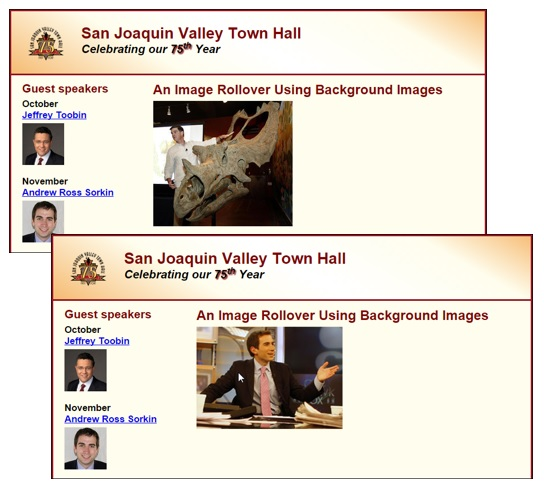 San Joaquin Valley Town Hall
Celebrating our 75th Year
Guest speakers
October
Jeffrey Toobin
November
Andrew Ross Sorkin
An Image Rollover Using Background Images
San Joaquin Valley Town Hall
Celebrating our 75th Year
Guest speakers
October
Jeffrey Toobin
November
Andrew Ross Sorkin
An Image Rollover Using Background Images